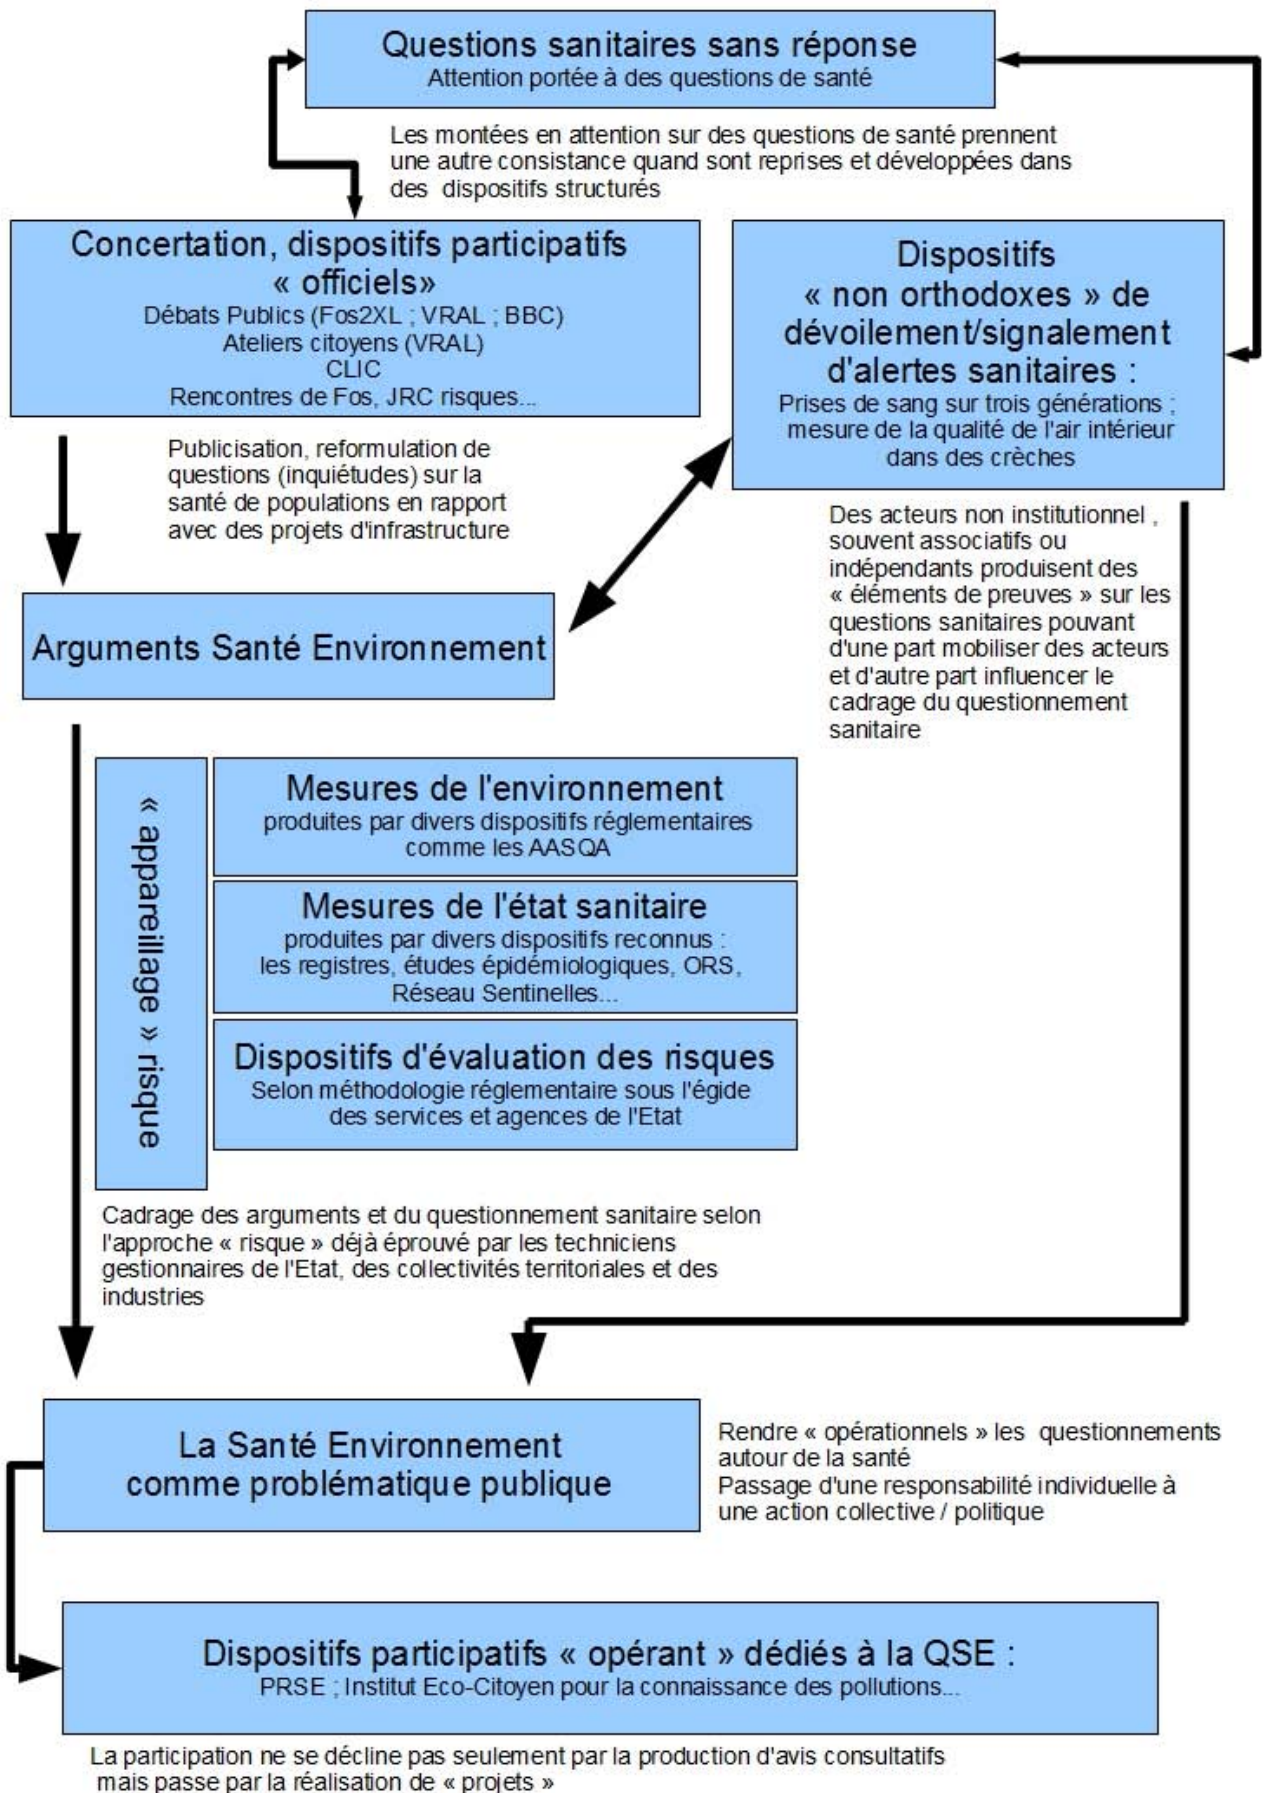 Questions sanitaires sans réponse
Attention portée à des questions de santé
Les montées en attention sur des questions de santé prennent
une autre consistance quand sont reprises et développées dans
des dispositifs structurés
Concertation, dispositifs participatifs
« officiels»
Débats Publics (Fos2XL ; VRAL ; BBC)
Ateliers citoyens (VRAL)
CLIC
Rencontres de Fos, JRC risques...
Dispositifs
« non orthodoxes » de
dévoilement/signalement
d'alertes sanitaires :
Prises de sang sur trois générations ;
mesure de la qualité de l'air intérieur
dans des crèches
Publicisation, reformulation de
questions (inquiétudes) sur la
santé de populations en rapport
avec des projets d'infrastructure
Des acteurs non institutionnel ,
souvent associatifs ou
indépendants produisent des
« éléments de preuves » sur les
questions sanitaires pouvant
d'une part mobiliser des acteurs
et d'autre part influencer le
cadrage du questionnement
sanitaire
Arguments Santé Environnement
« appareillage » risque
Mesures de l'environnement
produites par divers dispositifs réglementaires
comme les AASQA
Mesures de l'état sanitaire
produites par divers dispositifs reconnus :
les registres, études épidémiologiques, ORS,
Réseau Sentinelles...
Dispositifs d'évaluation des risques
Selon méthodologie réglementaire sous l'égide
des services et agences de l'Etat
Cadrage des arguments et du questionnement sanitaire selon
l'approche « risque » déjà éprouvé par les techniciens
gestionnaires de l'Etat, des collectivités territoriales et des
industries
La Santé Environnement
comme problématique publique
Rendre « opérationnels » les questionnements
autour de la santé
Passage d'une responsabilité individuelle à
une action collective / politique
Dispositifs participatifs « opérant » dédiés à la QSE :
PRSE ; Institut Eco-Citoyen pour la connaissance des pollutions...
La participation ne se décline pas seulement par la production d'avis consultatifs
mais passe par la réalisation de « projets »